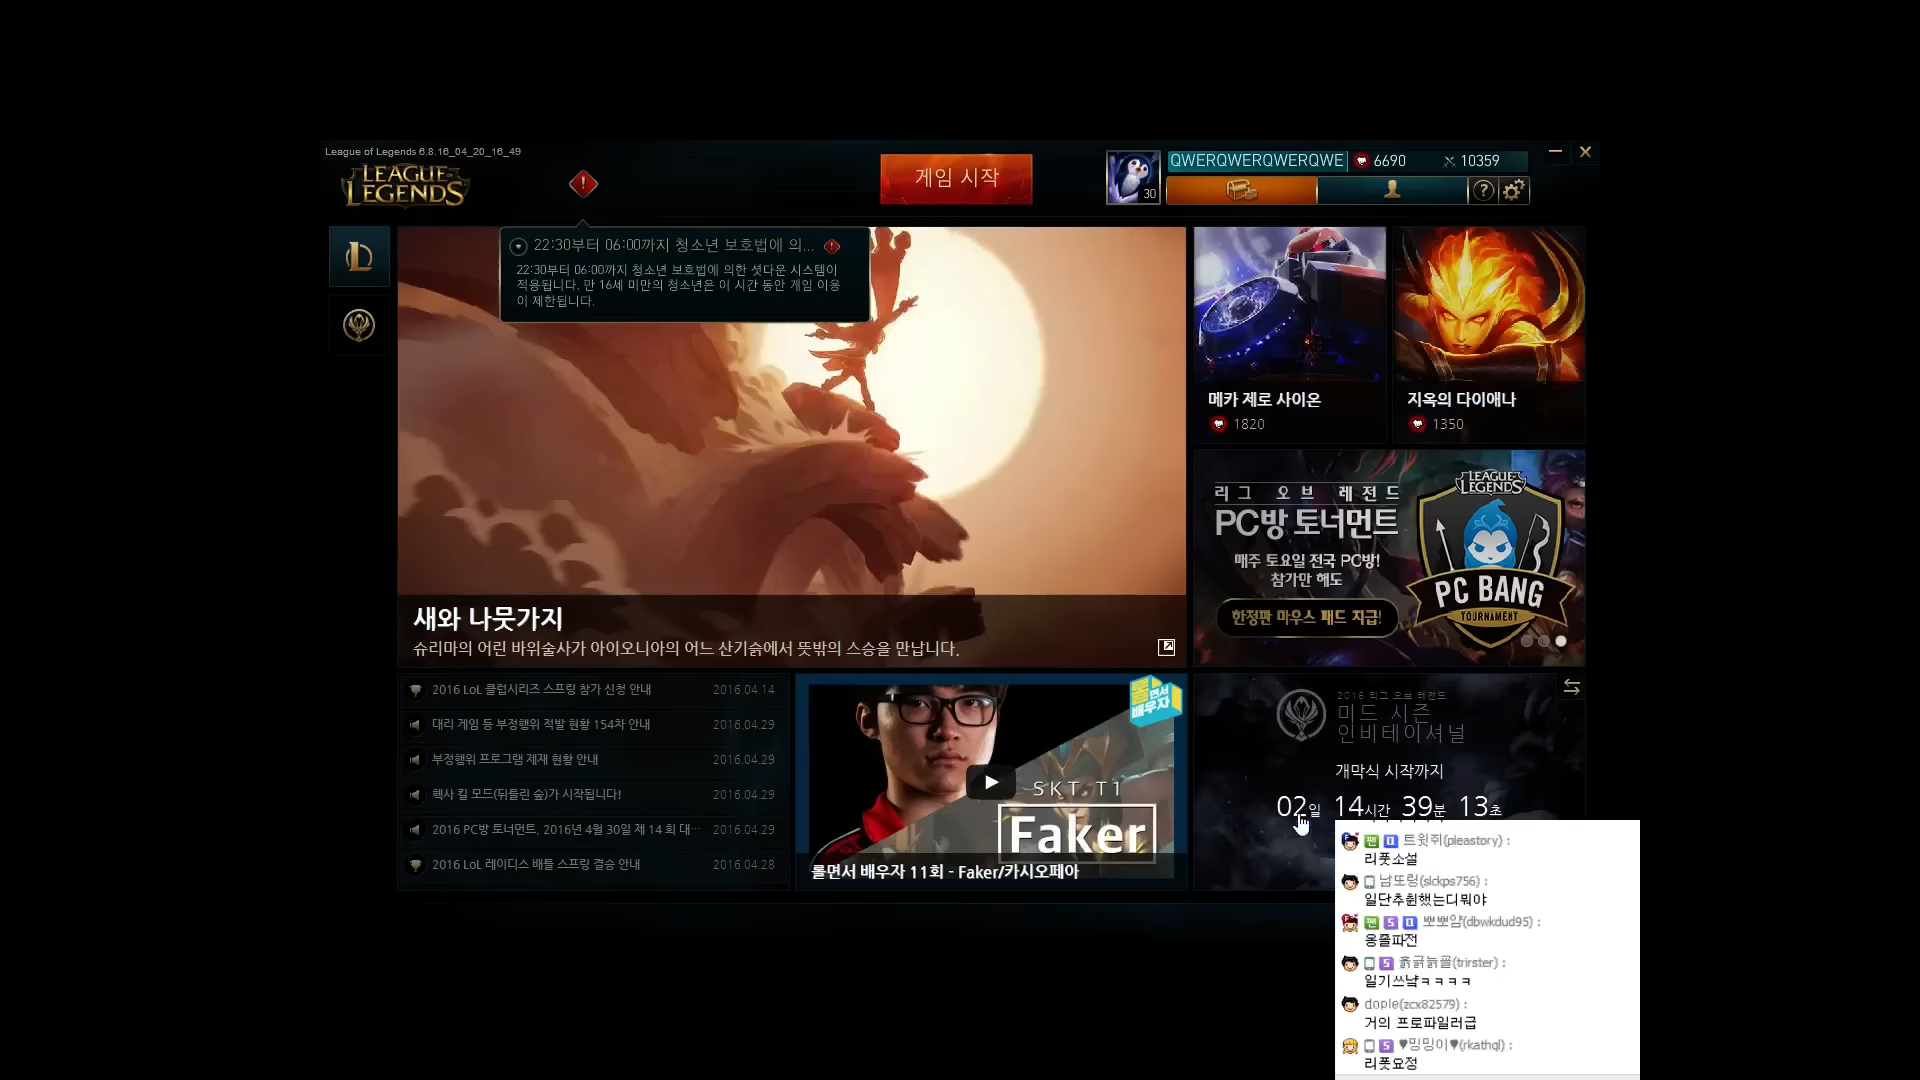 League of Legends 6.8.16_04_20_16_49
LEAGUE OF LEGENDS
게임 시작
30
QWERQWERQWERQWE
6690
10359
22:30부터 06:00까지 청소년 보호법에 의...
22:30부터 06:00까지 청소년 보호법에 의한 셧다운 시스템이
적용됩니다. 만 16세 미만의 청소년은 이 시간 동안 게임 이용
이 제한됩니다.
새와 나뭇가지
슈리마의 어린 바위술사가 아이오니아의 어느 산기슭에서 뜻밖의 스승을 만납니다.
메카 제로 사이온
1820
지옥의 다이애나
1350
리그 오브 레전드
PC방 토너먼트
매주 토요일 전국 PC방!
참가만 해도
한정판 마우스 패드 지급!
LEAGUE OF LEGENDS
PC BANG
TOURNAMENT
2016 LoL 클럽시리즈 스프링 참가 신청 안내 2016.04.14
대리 게임 등 부정행위 적발 현황 154차 안내 2016.04.29
부정행위 프로그램 제재 현황 안내 2016.04.29
헥사 킬 모드(뒤틀린 숲)가 시작됩니다! 2016.04.29
2016 PC방 토너먼트, 2016년 4월 30일 제 14 회 대… 2016.04.29
2016 LoL 레이디스 배틀 스프링 결승 안내 2016.04.28
롤면서 배우자
SKT T1
Faker
롤면서 배우자 11회 - Faker/카시오페아
2016 리그 오브 레전드
미드 시즌
인비테이셔널
개막식 시작까지
02일 14시간 39분 13초
팬 트윗쥐(pleastory) :
리폿소설
남또링(slckps756) :
일단추췬했는디뭐야
팬 S 뽀뽀얌(dbwkdud95) :
옹졸파전
S (trirster) :
일기쓰냨ㅋㅋㅋㅋ
dople(zcx82579) :
거의 프로파일러급
S ♥밍밍이♥(rkathql) :
리폿요정